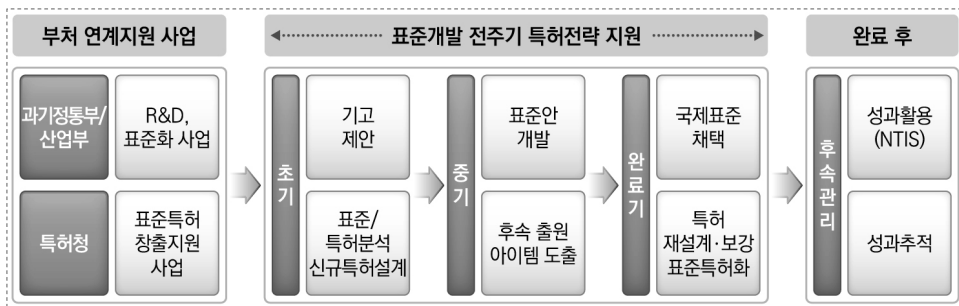 부처 연계지원 사업
표준개발 전주기 특허전략 지원
완료 후
과기정통부/
산업부
R&D,
표준화 사업
특허청
표준특허
창출지원
사업
초기
기고
제안
표준/
특허분석
신규특허설계
중기
표준안
개발
후속 출원
아이템 도출
완료기
국제표준
채택
특허
재설계·보강
표준특허화
후속관리
성과활용
(NTIS)
성과추적